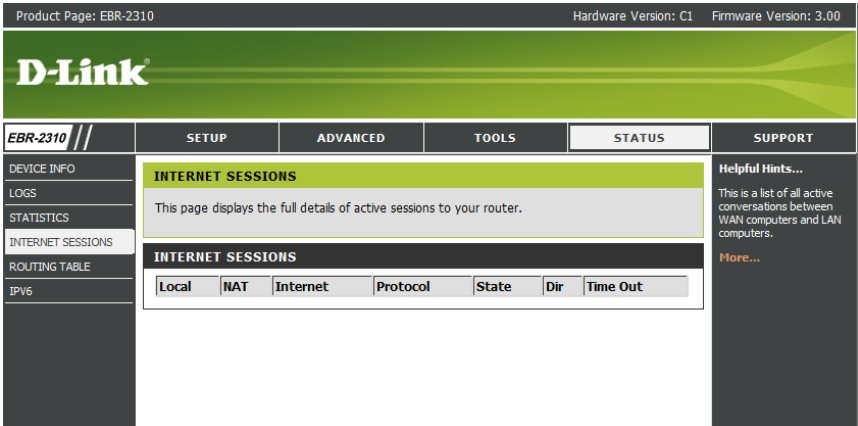 Product Page: EBR-2310 Hardware Version: C1 Firmware Version: 3.00
D-Link®
EBR-2310 SETUP ADVANCED TOOLS STATUS SUPPORT
DEVICE INFO
LOGS
STATISTICS
INTERNET SESSIONS
ROUTING TABLE
IPV6
INTERNET SESSIONS
This page displays the full details of active sessions to your router.
INTERNET SESSIONS
Local NAT Internet Protocol State Dir Time Out
Helpful Hints...
This is a list of all active
conversations between
WAN computers and LAN
computers.
More...